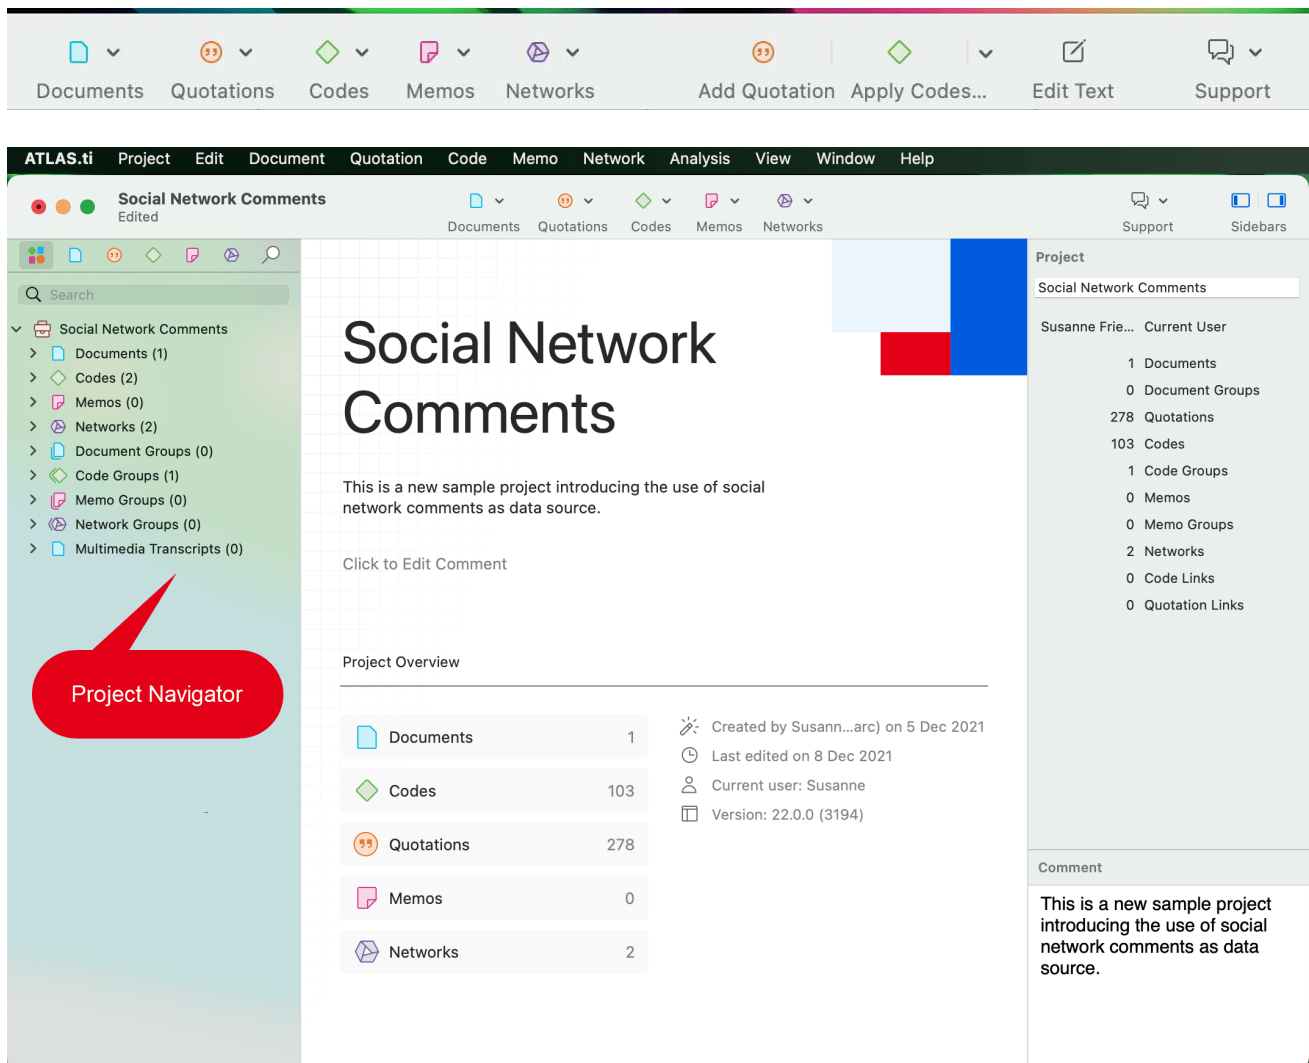 Documents Quotations Codes Memos Networks Add Quotation Apply Codes... Edit Text Support
ATLAS.ti Project Edit Document Quotation Code Memo Network Analysis View Window Help
Social Network Comments
Edited
Documents Quotations Codes Memos Networks Support Sidebars
Search
Social Network Comments
Documents (1)
Codes (2)
Memos (0)
Networks (2)
Document Groups (0)
Code Groups (1)
Memo Groups (0)
Network Groups (0)
Multimedia Transcripts (0)
Project Navigator
Social Network
Comments
This is a new sample project introducing the use of social
network comments as data source.
Click to Edit Comment
Project Overview
Documents 1
Codes 103
Quotations 278
Memos 0
Networks 2
Created by Susann...arc) on 5 Dec 2021
Last edited on 8 Dec 2021
Current user: Susanne
Version: 22.0.0 (3194)
Project
Social Network Comments
Susanne Frie... Current User
1 Documents
0 Document Groups
278 Quotations
103 Codes
1 Code Groups
0 Memos
0 Memo Groups
2 Networks
0 Code Links
0 Quotation Links
Comment
This is a new sample project
introducing the use of social
network comments as data
source.